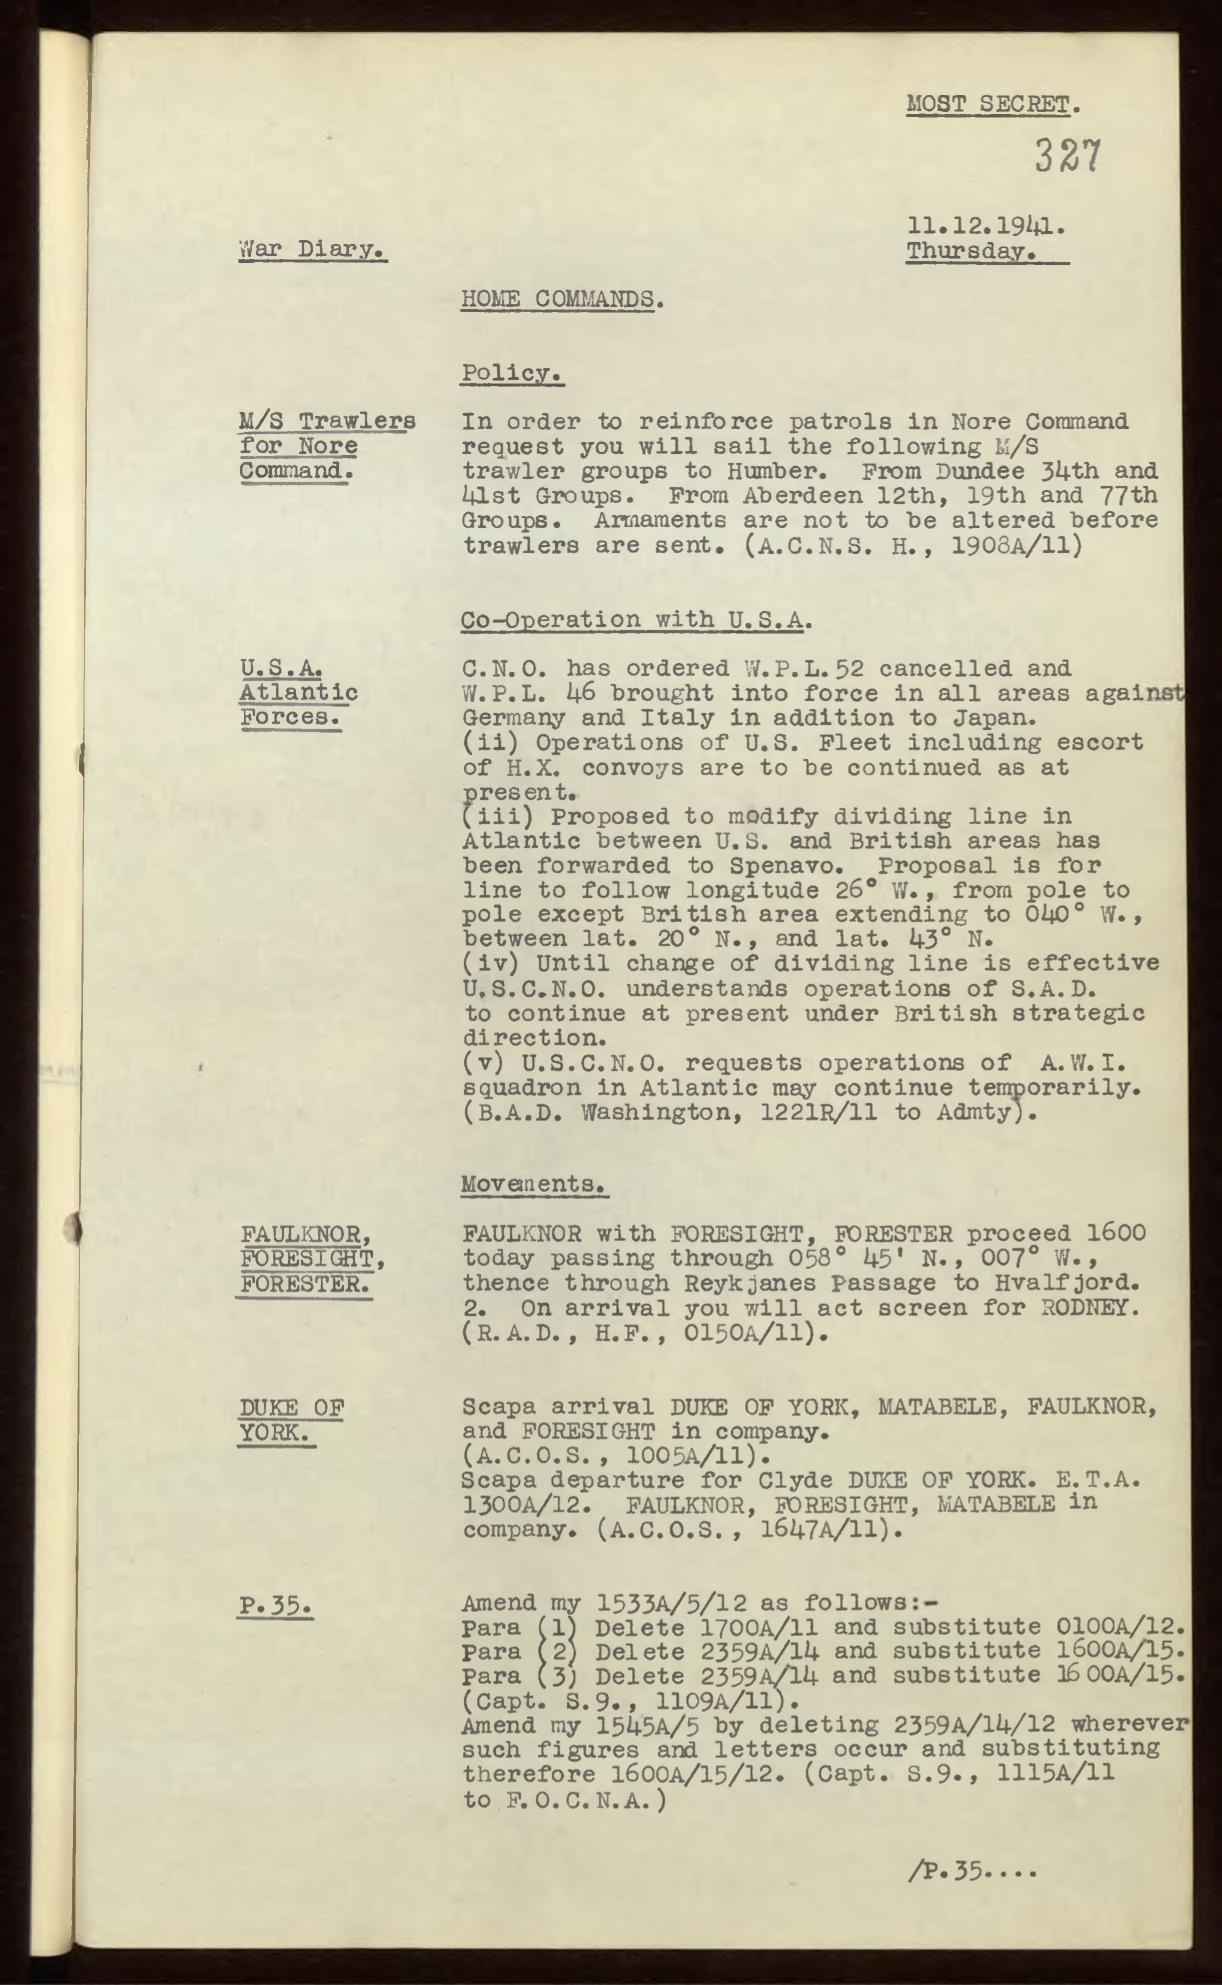 MOST SECRET.
327
11.12.1941.
War Diary.
Thursday.
HOME COMMANDS.
Policy.
M/S Trawlers
for Nore
Command.
In order to reinforce patrols in Nore Command
request you will sail the following M/S
trawler groups to Humber. From Dundee 34th and
41st Groups. From Aberdeen 12th, 19th and 77th
Groups. Armaments are not to be altered before
trawlers are sent. (A.C.N.S. H., 1908A/11)
Co-Operation with U.S.A.
U.S.A.
Atlantic
Forces.
C.N.O. has ordered W.P.L.52 cancelled and
W.P.L. 46 brought into force in all areas against
Germany and Italy in addition to Japan.
(ii) Operations of U.S. Fleet including escort
of H.X. convoys are to be continued as at
present.
(iii) Proposed to modify dividing line in
Atlantic between U.S. and British areas has
been forwarded to Spenavo. Proposal is for
line to follow longitude 26° W., from pole to
pole except British area extending to 040° W.,
between lat. 20° N., and lat. 43° N.
(iv) Until change of dividing line is effective
U.S.C.N.O. understands operations of S.A.D.
to continue at present under British strategic
direction.
(v) U.S.C.N.O. requests operations of A.W.I.
squadron in Atlantic may continue temporarily.
(B.A.D. Washington, 1221R/11 to Admty).
Movements.
FAULKNOR,
FORESIGHT,
FORESTER.
FAULKNOR with FORESIGHT, FORESTER proceed 1600
today passing through 058° 45' N., 007° W.,
thence through Reykjanes Passage to Hvalfjord.
2. On arrival you will act screen for RODNEY.
(R.A.D., H.F., 0150A/11).
DUKE OF
YORK.
Scapa arrival DUKE OF YORK, MATABELE, FAULKNOR,
and FORESIGHT in company.
(A.C.O.S., 1005A/11).
Scapa departure for Clyde DUKE OF YORK. E.T.A.
1300A/12. FAULKNOR, FORESIGHT, MATABELE in
company. (A.C.O.S., 1647A/11).
P.35.
Amend my 1533A/5/12 as follows:-
Para (1) Delete 1700A/11 and substitute 0100A/12.
Para (2) Delete 2359A/14 and substitute 1600A/15.
Para (3) Delete 2359A/14 and substitute 1600A/15.
(Capt. S.9., 1109A/11).
Amend my 1545A/5 by deleting 2359A/14/12 wherever
such figures and letters occur and substituting
therefore 1600A/15/12. (Capt. S.9., 1115A/11
to F.O.C.N.A.)
/P.35....